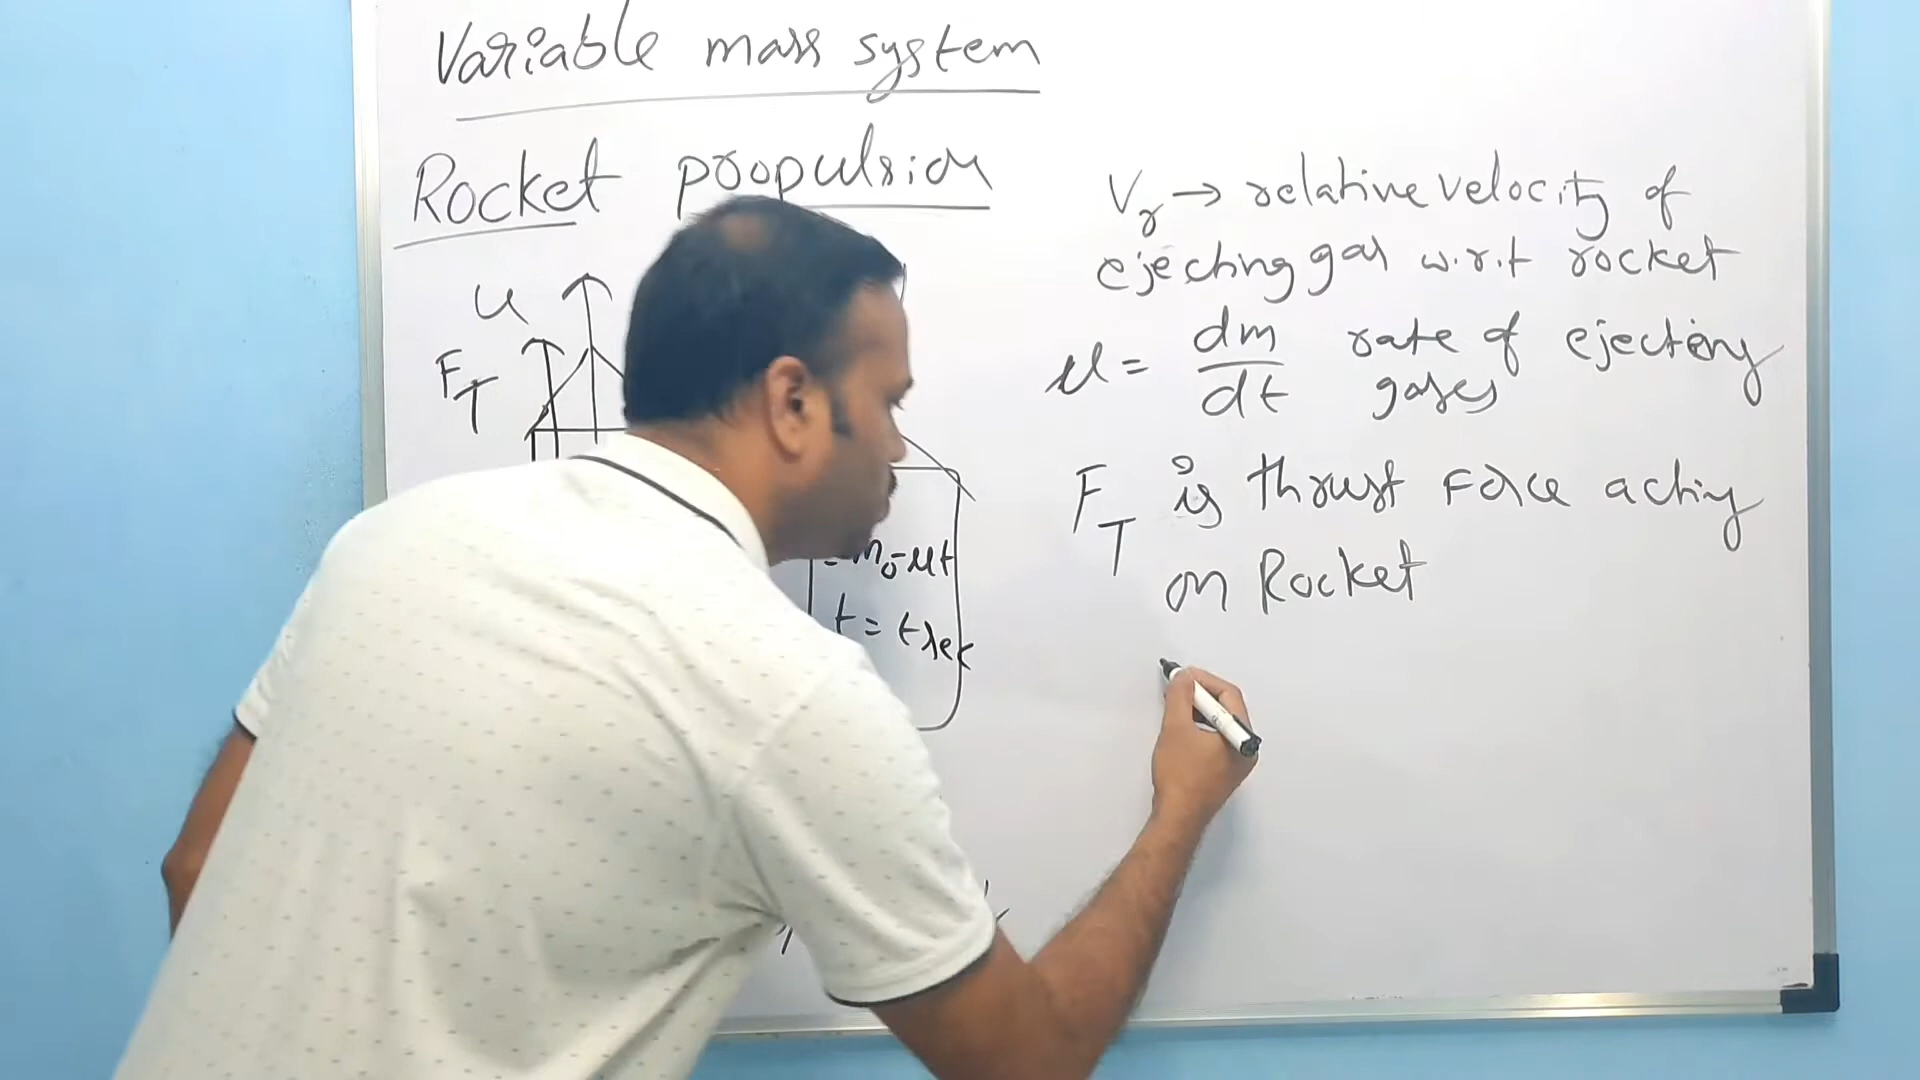 Variable mass system
Rocket propulsion
u
F_T
m₀-μt
t = t sec
V_r → relative velocity of
ejecting gas w.r.t rocket
μ = dm/dt rate of ejecting
gases
F_T is thrust Force acting
on Rocket